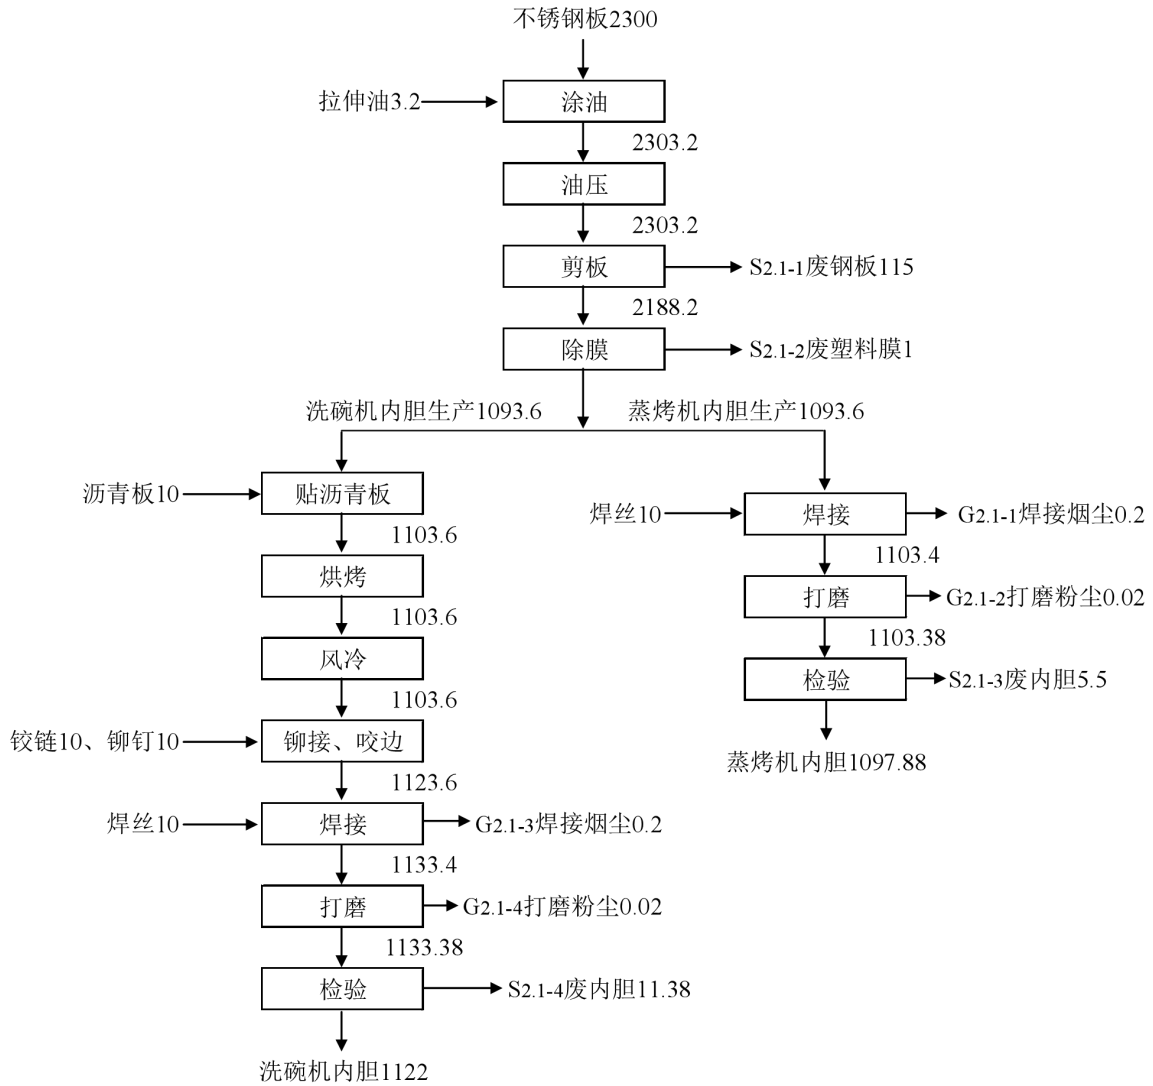 不锈钢板2300
拉伸油3.2
涂油
2303.2
油压
2303.2
剪板
S2.1-1废钢板115
2188.2
除膜
S2.1-2废塑料膜1
洗碗机内胆生产1093.6
蒸烤机内胆生产1093.6
沥青板10
贴沥青板
1103.6
烘烤
1103.6
风冷
1103.6
铰链10、铆钉10
铆接、咬边
1123.6
焊丝10
焊接
G2.1-3焊接烟尘0.2
1133.4
打磨
G2.1-4打磨粉尘0.02
1133.38
检验
S2.1-4废内胆11.38
洗碗机内胆1122
焊丝10
焊接
G2.1-1焊接烟尘0.2
1103.4
打磨
G2.1-2打磨粉尘0.02
1103.38
检验
S2.1-3废内胆5.5
蒸烤机内胆1097.88